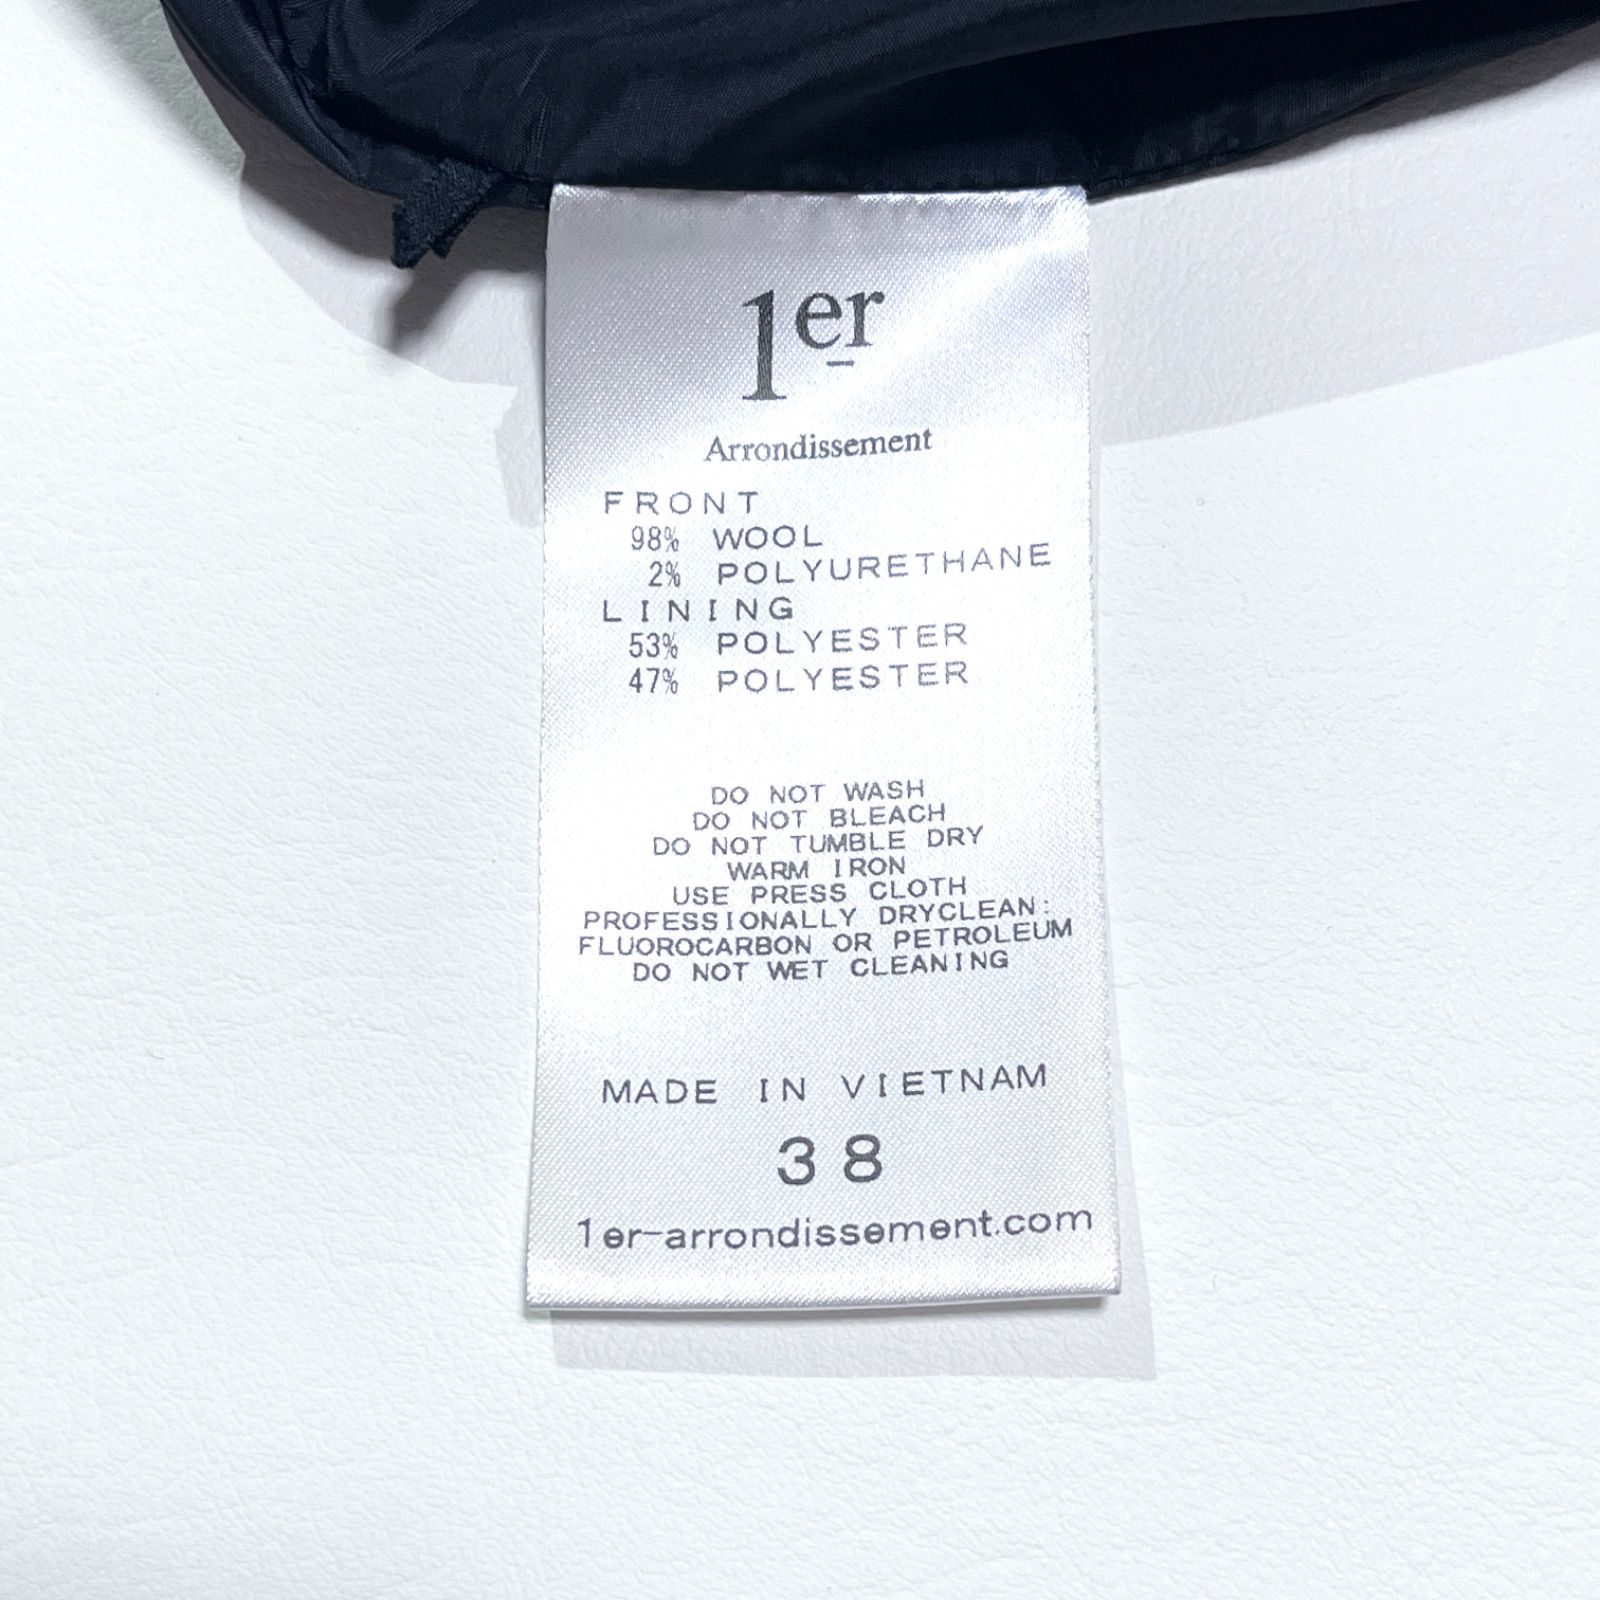 1er
Arrondissement
FRONT
98% WOOL
2% POLYURETHANE
LINING
53% POLYESTER
47% POLYESTER
DO NOT WASH
DO NOT BLEACH
DO NOT TUMBLE DRY
WARM IRON
USE PRESS CLOTH
PROFESSIONALLY DRYCLEAN:
FLUOROCARBON OR PETROLEUM
DO NOT WET CLEANING
MADE IN VIETNAM
38
1er-arrondissement.com